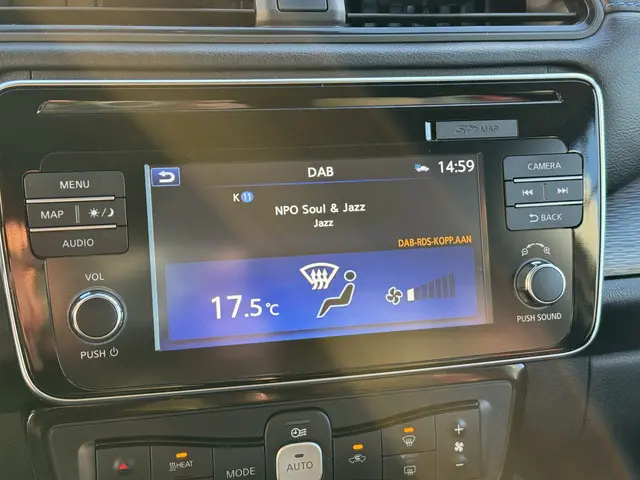 SD MAP
DAB
14:59
K 11
NPO Soul & Jazz
Jazz
DAB-RDS-KOPP.AAN
17.5°C
MENU
MAP
AUDIO
VOL
PUSH
CAMERA
BACK
PUSH SOUND
HEAT
MODE
AUTO
+
-